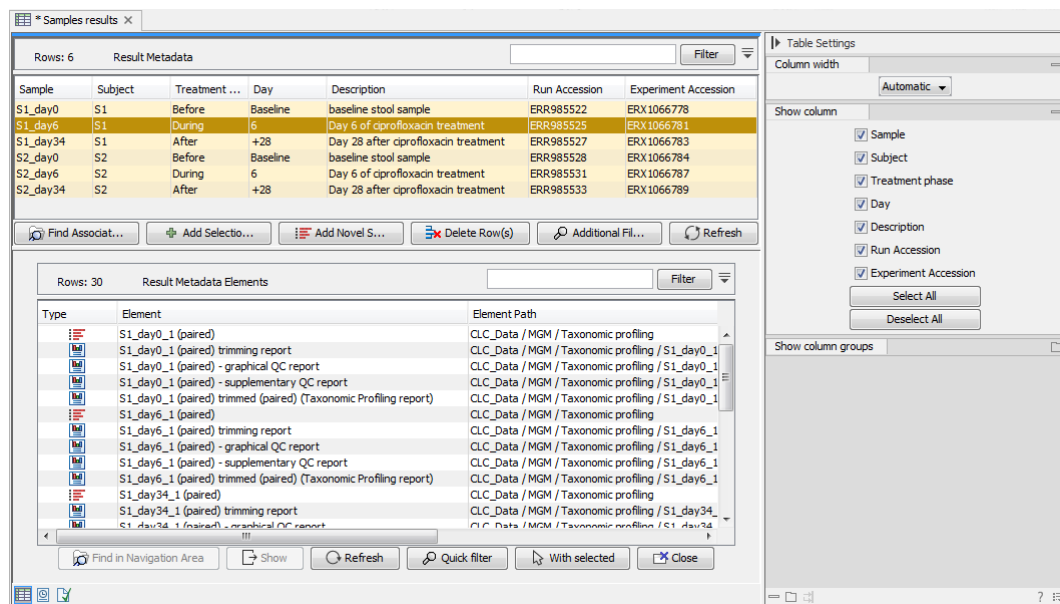 * Samples results
Rows: 6 Result Metadata Filter
Sample Subject Treatment ... Day Description Run Accession Experiment Accession
S1_day0 S1 Before Baseline baseline stool sample ERR985522 ERX1066778
S1_day6 S1 During 6 Day 6 of ciprofloxacin treatment ERR985525 ERX1066781
S1_day34 S1 After +28 Day 28 after ciprofloxacin treatment ERR985527 ERX1066783
S2_day0 S2 Before Baseline baseline stool sample ERR985528 ERX1066784
S2_day6 S2 During 6 Day 6 of ciprofloxacin treatment ERR985531 ERX1066787
S2_day34 S2 After +28 Day 28 after ciprofloxacin treatment ERR985533 ERX1066789
Find Associat... Add Selectio... Add Novel S... Delete Row(s) Additional Fil... Refresh
Rows: 30 Result Metadata Elements Filter
Type Element Element Path
S1_day0_1 (paired) CLC_Data / MGM / Taxonomic profiling
S1_day0_1 (paired) trimming report CLC_Data / MGM / Taxonomic profiling / S1_day0_1
S1_day0_1 (paired) - graphical QC report CLC_Data / MGM / Taxonomic profiling / S1_day0_1
S1_day0_1 (paired) - supplementary QC report CLC_Data / MGM / Taxonomic profiling / S1_day0_1
S1_day0_1 (paired) trimmed (paired) (Taxonomic Profiling report) CLC_Data / MGM / Taxonomic profiling / S1_day0_1
S1_day6_1 (paired) CLC_Data / MGM / Taxonomic profiling
S1_day6_1 (paired) trimming report CLC_Data / MGM / Taxonomic profiling / S1_day6_1
S1_day6_1 (paired) - graphical QC report CLC_Data / MGM / Taxonomic profiling / S1_day6_1
S1_day6_1 (paired) - supplementary QC report CLC_Data / MGM / Taxonomic profiling / S1_day6_1
S1_day6_1 (paired) trimmed (paired) (Taxonomic Profiling report) CLC_Data / MGM / Taxonomic profiling / S1_day6_1
S1_day34_1 (paired) CLC_Data / MGM / Taxonomic profiling
S1_day34_1 (paired) trimming report CLC_Data / MGM / Taxonomic profiling / S1_day34_
S1_day34_1 (paired) - graphical QC report CLC_Data / MGM / Taxonomic profiling / S1_day34
Find in Navigation Area Show Refresh Quick filter With selected Close
Table Settings
Column width
Automatic
Show column
Sample
Subject
Treatment phase
Day
Description
Run Accession
Experiment Accession
Select All
Deselect All
Show column groups
?